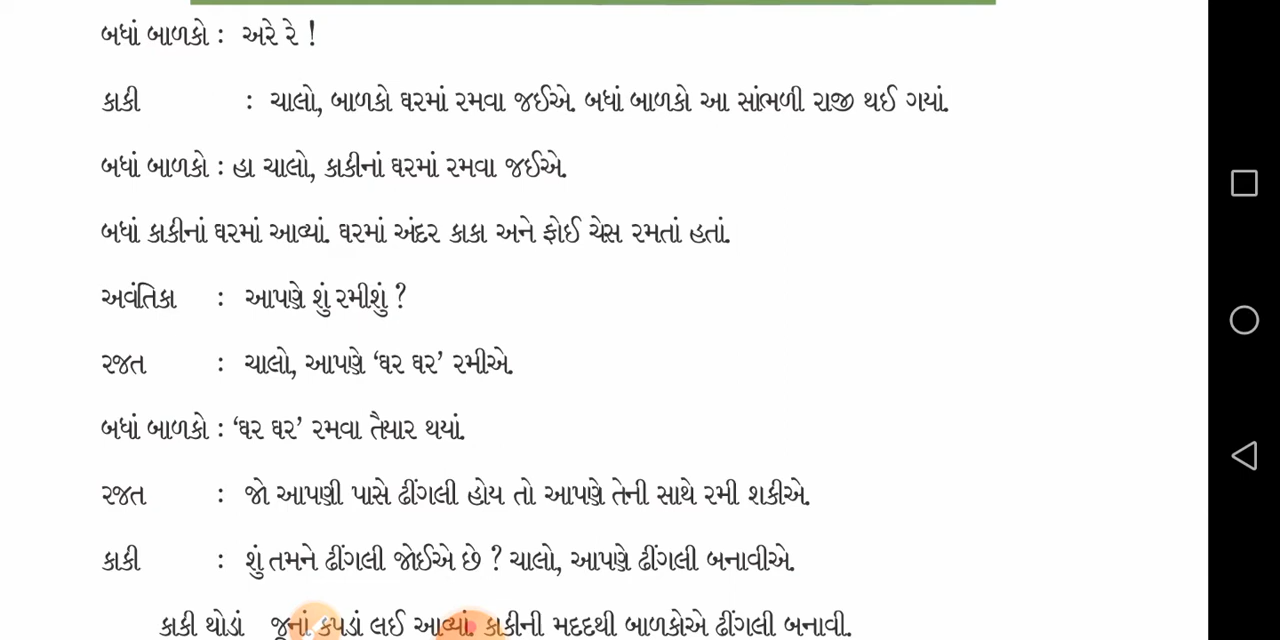 બધાં બાળકો : અરે રે !
કાકી : ચાલો, બાળકો ઘરમાં રમવા જઈએ. બધાં બાળકો આ સાંભળી રાજી થઈ ગયાં.
બધાં બાળકો : હા ચાલો, કાકીનાં ઘરમાં રમવા જઈએ.
બધાં કાકીનાં ઘરમાં આવ્યાં. ઘરમાં અંદર કાકા અને ફોઈ ચેસ રમતાં હતાં.
અવંતિકા : આપણે શું રમીશું ?
રજત : ચાલો, આપણે ‘ઘર ઘર’ રમીએ.
બધાં બાળકો : ‘ઘર ઘર’ રમવા તૈયાર થયાં.
રજત : જો આપણી પાસે ઢીંગલી હોય તો આપણે તેની સાથે રમી શકીએ.
કાકી : શું તમને ઢીંગલી જોઈએ છે ? ચાલો, આપણે ઢીંગલી બનાવીએ.
કાકી થોડાં જૂનાં કપડાં લઈ આવ્યાં. કાકીની મદદથી બાળકોએ ઢીંગલી બનાવી.